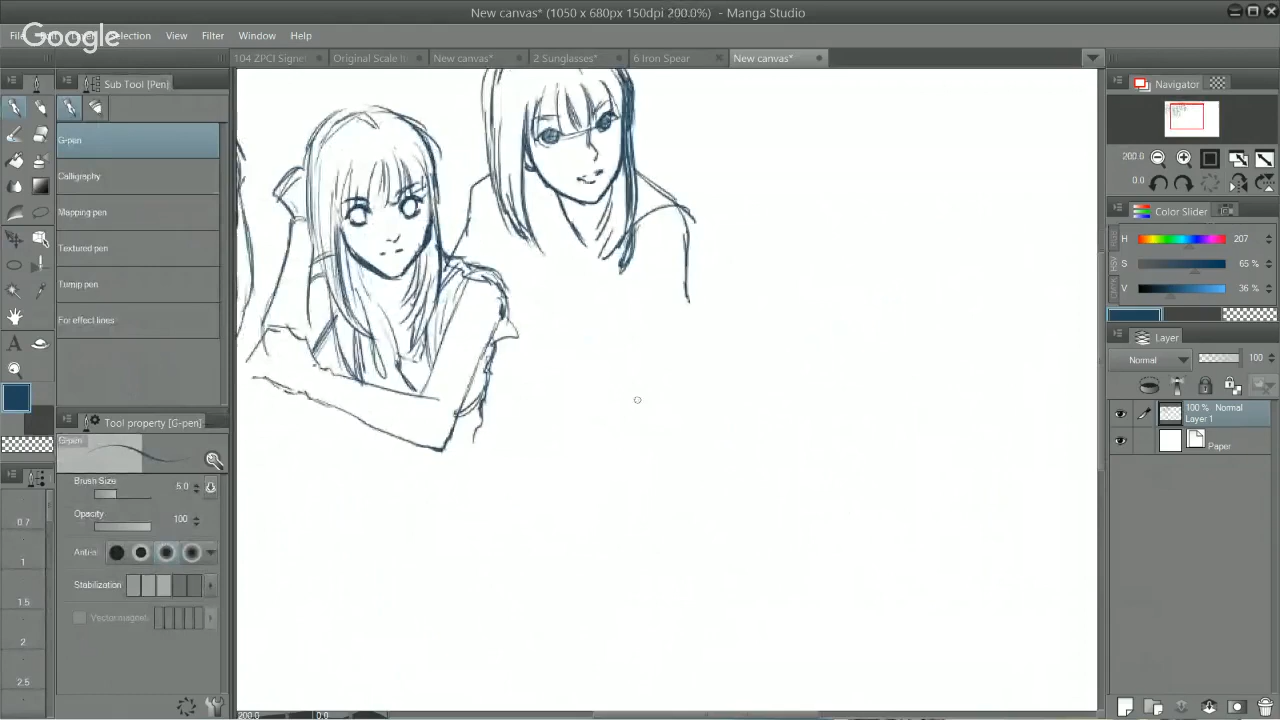 New canvas* (1050 x 680px 150dpi 200.0%) - Manga Studio
Google
File
Selection
View
Filter
Window
Help
104 ZPCI Signe
Original Scale
New canvas*
2 Sunglasses*
6 Iron Spear
New canvas*
Sub Tool [Pen]
Navigator
G-pen
Calligraphy
Mapping pen
Textured pen
Turnip pen
For effect lines
200.0
0.0
Color Slider
RGB
HSV
CMYK
H 207
S 65 %
V 36 %
Layer
Normal 100
100 % Normal
Layer 1
Paper
A
Tool property [G-pen]
G-pen
Brush Size 5.0
Opacity 100
Anti-a
Stabilization
Vector magnet
0.7
1
1.5
2
2.5
200.0 0.0